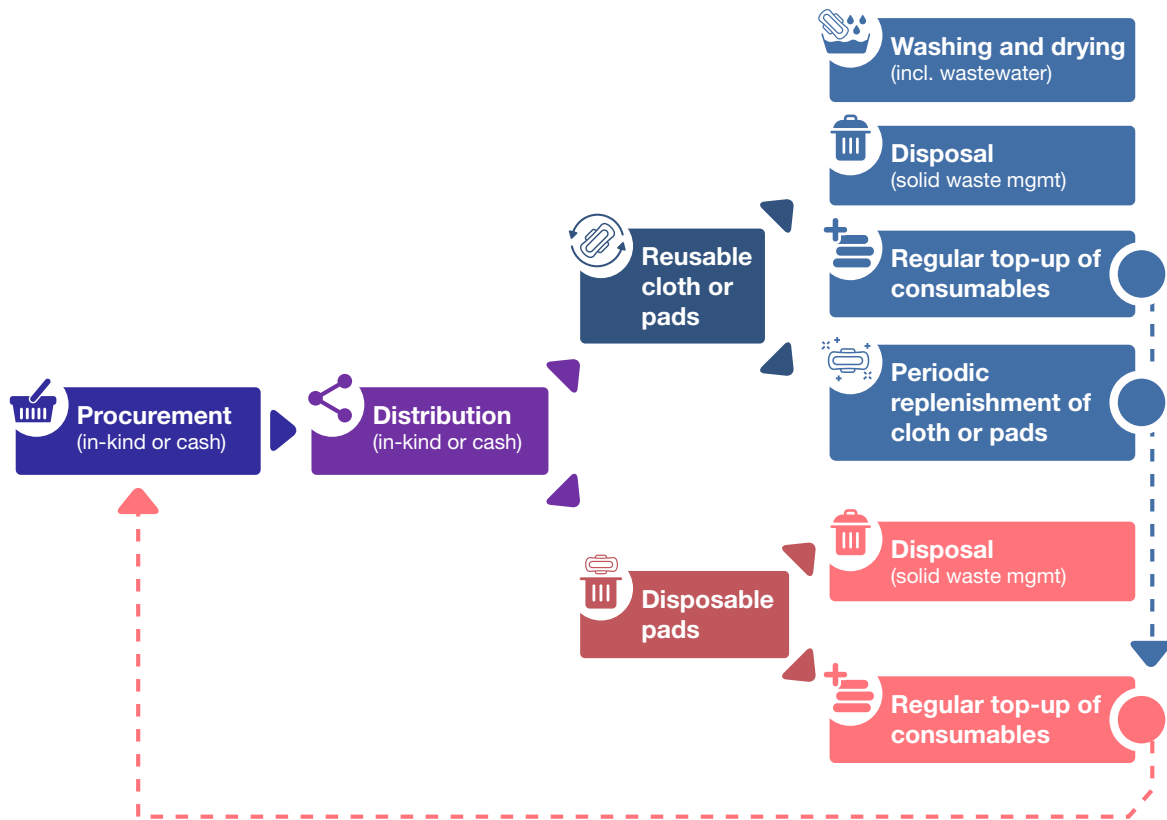 Washing and drying
(incl. wastewater)
Disposal
(solid waste mgmt)
Reusable
cloth or
pads
Regular top-up of
consumables
Periodic
replenishment of
cloth or pads
Procurement
(in-kind or cash)
Distribution
(in-kind or cash)
Disposal
(solid waste mgmt)
Disposable
pads
Regular top-up of
consumables